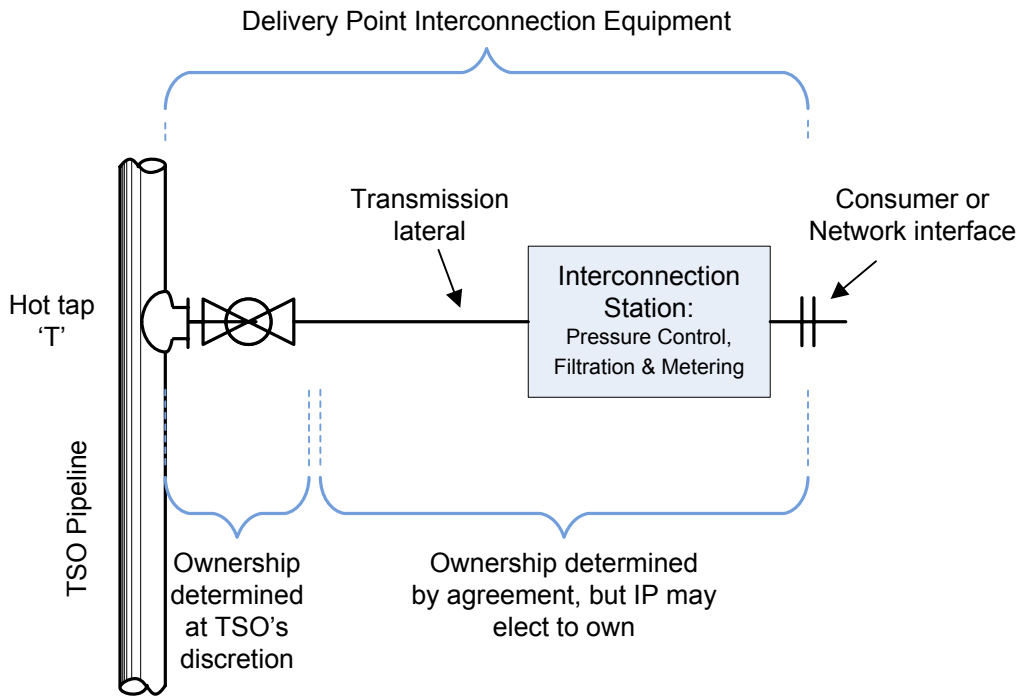 Delivery Point Interconnection Equipment
Transmission
lateral
Consumer or
Network interface
Hot tap
‘T’
Interconnection
Station:
Pressure Control,
Filtration & Metering
TSO Pipeline
Ownership
determined
at TSO’s
discretion
Ownership determined
by agreement, but IP may
elect to own